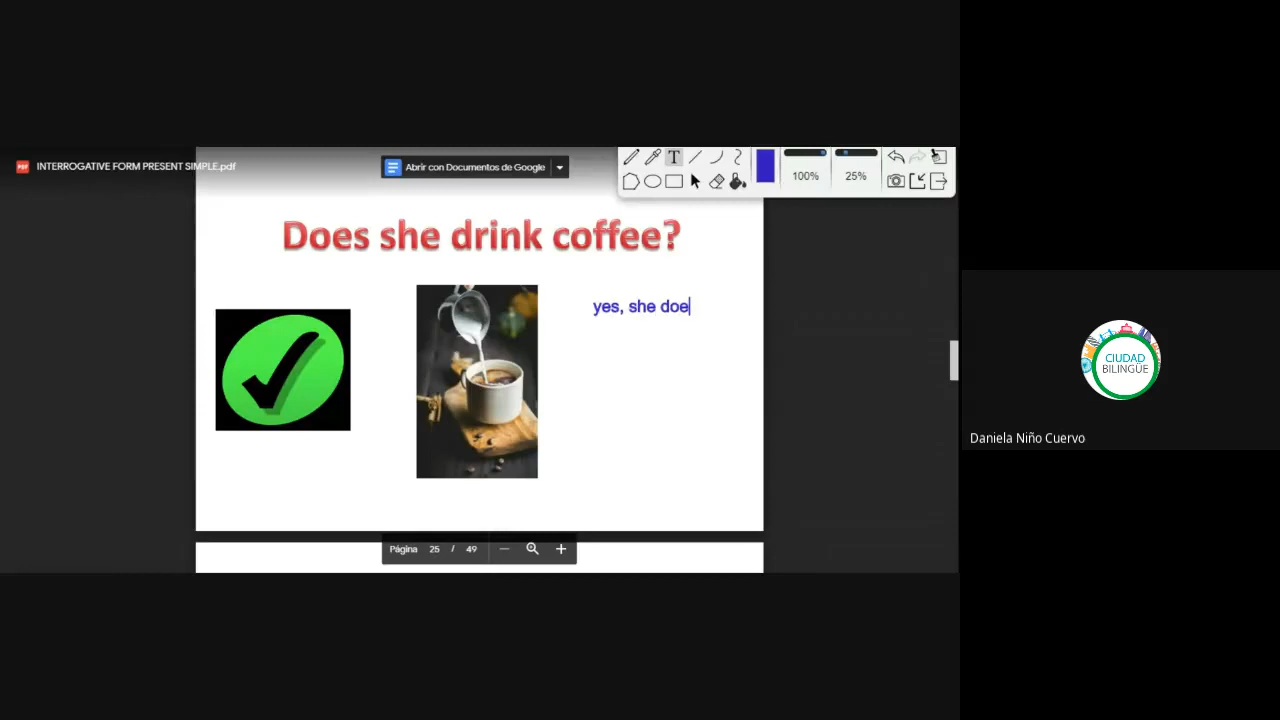 INTERROGATIVE FORM PRESENT SIMPLE.pdf
Abrir con Documentos de Google
T
100%
25%
Does she drink coffee?
yes, she doe
CIUDAD
BILINGÜE
Daniela Niño Cuervo
Página 25 / 49